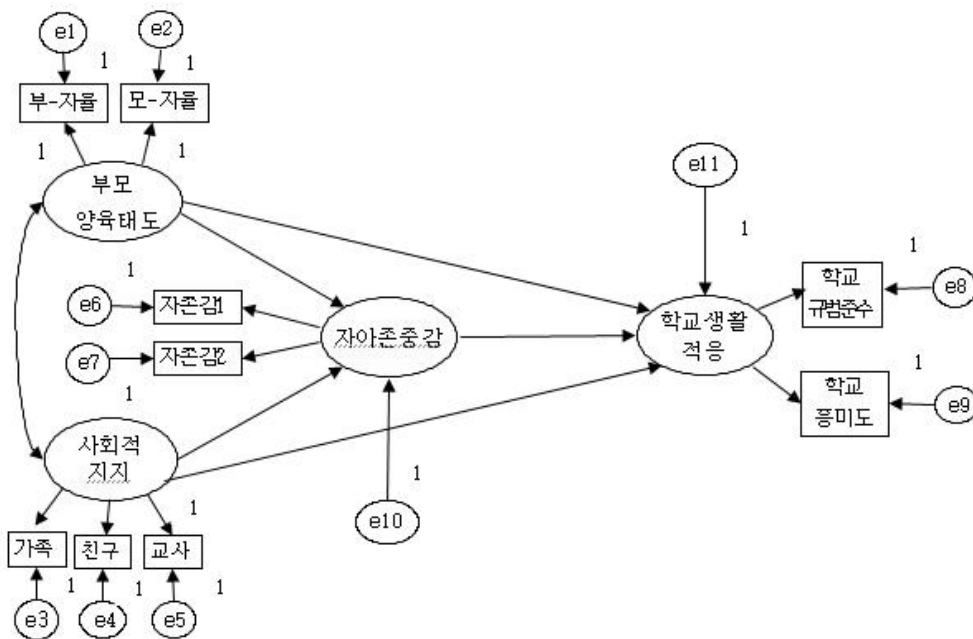 e1
e2
1
1
부-자율
모-자율
1
1
부모
양육태도
e11
1
1
1
e6
자존감1
자아존중감
학교생활
적응
학교
규범준수
e8
e7
자존감2
1
1
학교
흥미도
e9
사회적
지지
1
1
e10
가족
친구
교사
1
1
1
e3
e4
e5